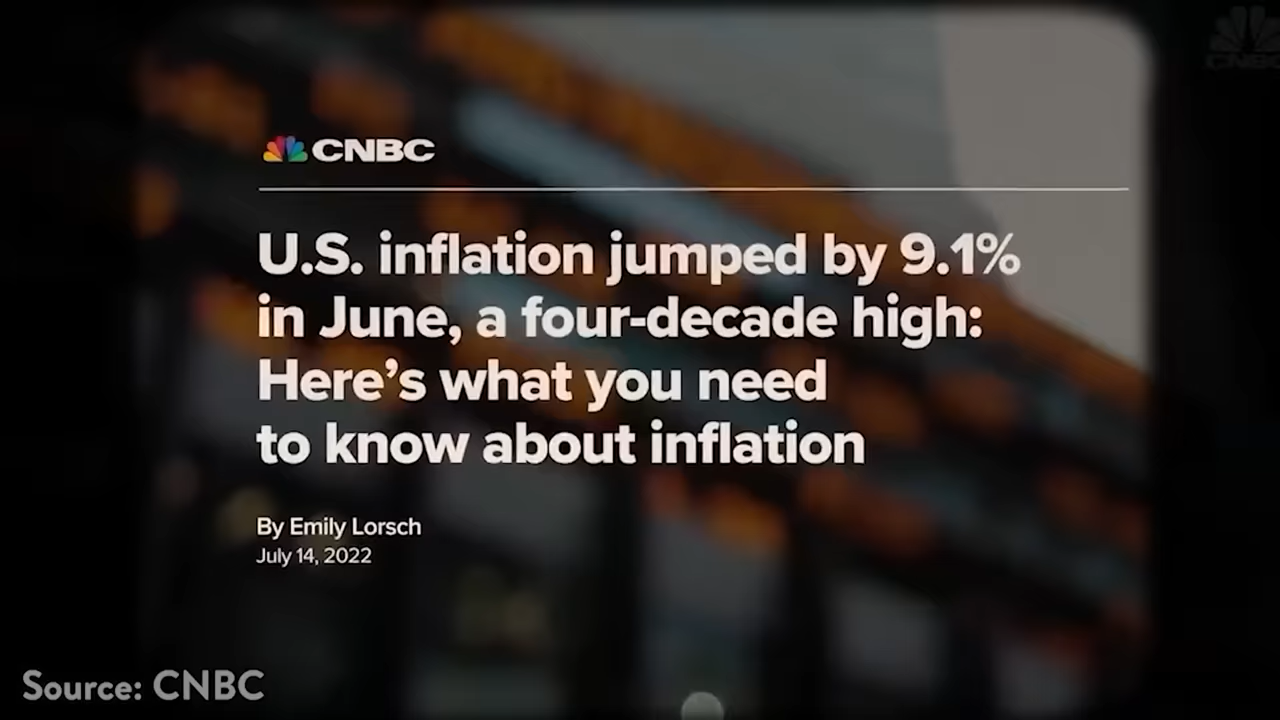 CNBC
CNBC
U.S. inflation jumped by 9.1%
in June, a four-decade high:
Here's what you need
to know about inflation
By Emily Lorsch
July 14, 2022
Source: CNBC